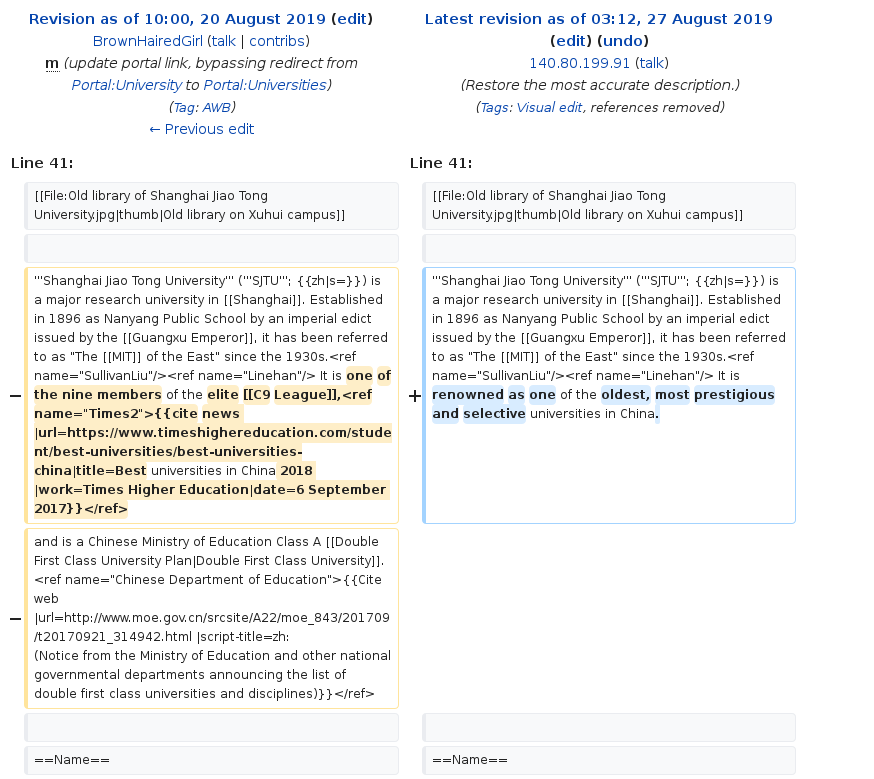 Revision as of 10:00, 20 August 2019 (edit)
BrownHairedGirl (talk | contribs)
m (update portal link, bypassing redirect from
Portal:University to Portal:Universities)
(Tag: AWB)
← Previous edit
Latest revision as of 03:12, 27 August 2019
(edit) (undo)
140.80.199.91 (talk)
(Restore the most accurate description.)
(Tags: Visual edit, references removed)
Line 41:
Line 41:
[[File:Old library of Shanghai Jiao Tong
University.jpg|thumb|Old library on Xuhui campus]]
[[File:Old library of Shanghai Jiao Tong
University.jpg|thumb|Old library on Xuhui campus]]
−
'''Shanghai Jiao Tong University''' ('''SJTU'''; {{zh|s=}}) is
a major research university in [[Shanghai]]. Established
in 1896 as Nanyang Public School by an imperial edict
issued by the [[Guangxu Emperor]], it has been referred
to as "The [[MIT]] of the East" since the 1930s.<ref
name="SullivanLiu"/><ref name="Linehan"/> It is one of
the nine members of the elite [[C9 League]],<ref
name="Times2">{{cite news
|url=https://www.timeshighereducation.com/stude
nt/best-universities/best-universities-
china|title=Best universities in China 2018
|work=Times Higher Education|date=6 September
2017}}</ref>
+
'''Shanghai Jiao Tong University''' ('''SJTU'''; {{zh|s=}}) is
a major research university in [[Shanghai]]. Established
in 1896 as Nanyang Public School by an imperial edict
issued by the [[Guangxu Emperor]], it has been referred
to as "The [[MIT]] of the East" since the 1930s.<ref
name="SullivanLiu"/><ref name="Linehan"/> It is
renowned as one of the oldest, most prestigious
and selective universities in China.
−
and is a Chinese Ministry of Education Class A [[Double
First Class University Plan|Double First Class University]].
<ref name="Chinese Department of Education">{{Cite
web
|url=http://www.moe.gov.cn/srcsite/A22/moe_843/201709
/t20170921_314942.html |script-title=zh:
(Notice from the Ministry of Education and other national
governmental departments announcing the list of
double first class universities and disciplines)}}</ref>
==Name==
==Name==